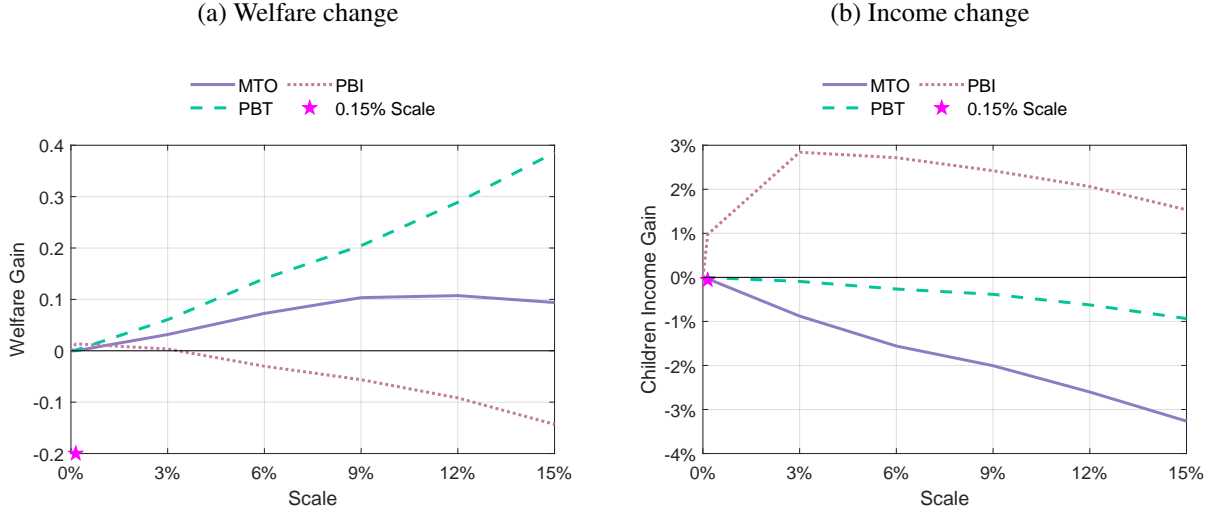 (a) Welfare change
MTO
PBI
PBT
0.15% Scale
0.4
0.3
0.2
0.1
0
-0.1
-0.2
Welfare Gain
0%
3%
6%
9%
12%
15%
Scale
(b) Income change
MTO
PBI
PBT
0.15% Scale
3%
2%
1%
0%
-1%
-2%
-3%
-4%
Children Income Gain
0%
3%
6%
9%
12%
15%
Scale